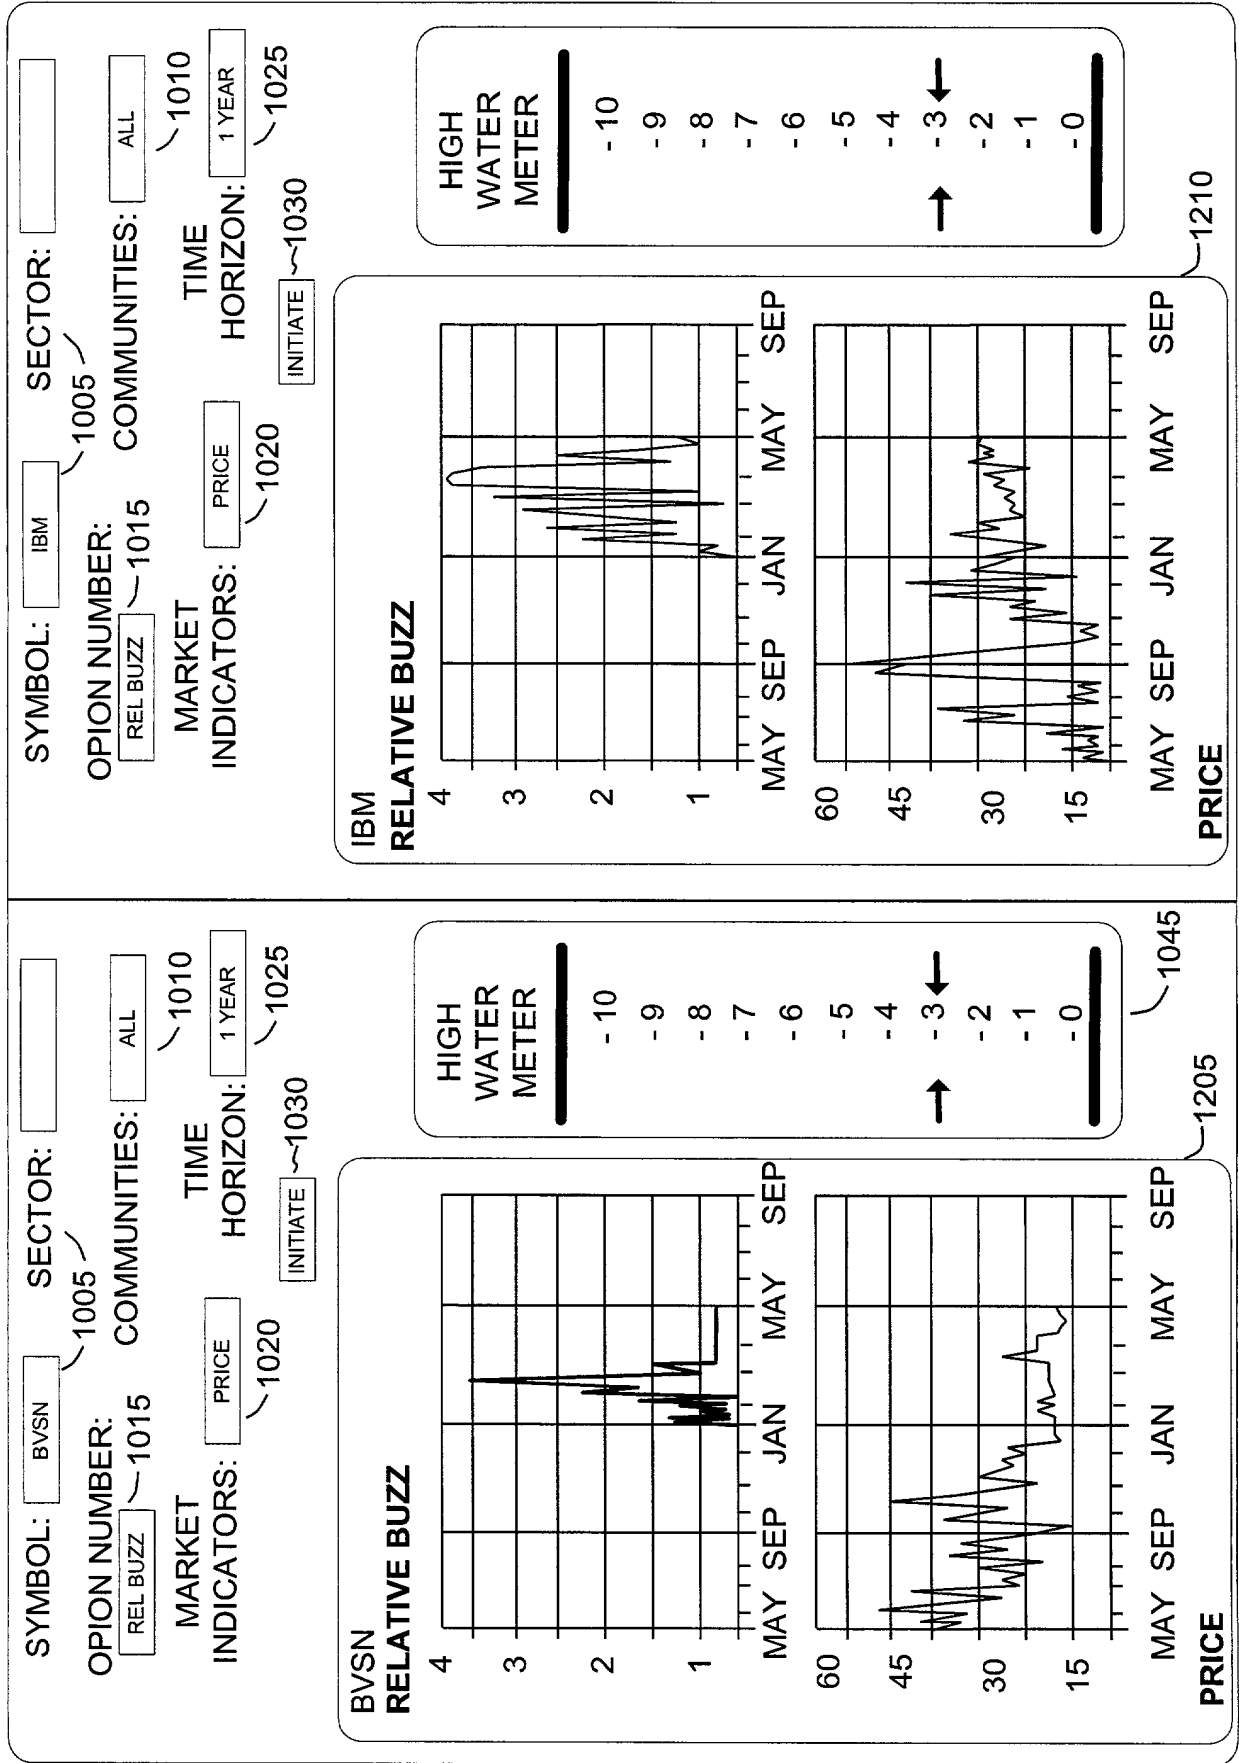 SYMBOL: BVSN SECTOR:
1005
OPION NUMBER: COMMUNITIES: ALL
REL BUZZ 1015 1010
MARKET TIME
INDICATORS: PRICE HORIZON: 1 YEAR
1020 1025
INITIATE 1030
BVSN
RELATIVE BUZZ
4
3
2
1
MAY SEP JAN MAY SEP
60
45
30
15
MAY SEP JAN MAY SEP
PRICE
1205
HIGH
WATER
METER
- 10
- 9
- 8
- 7
- 6
- 5
- 4
- 3
- 2
- 1
- 0
1045
SYMBOL: IBM SECTOR:
1005
OPION NUMBER: COMMUNITIES: ALL
REL BUZZ 1015 1010
MARKET TIME
INDICATORS: PRICE HORIZON: 1 YEAR
1020 1025
INITIATE 1030
IBM
RELATIVE BUZZ
4
3
2
1
MAY SEP JAN MAY SEP
60
45
30
15
MAY SEP JAN MAY SEP
PRICE
1210
HIGH
WATER
METER
- 10
- 9
- 8
- 7
- 6
- 5
- 4
- 3
- 2
- 1
- 0